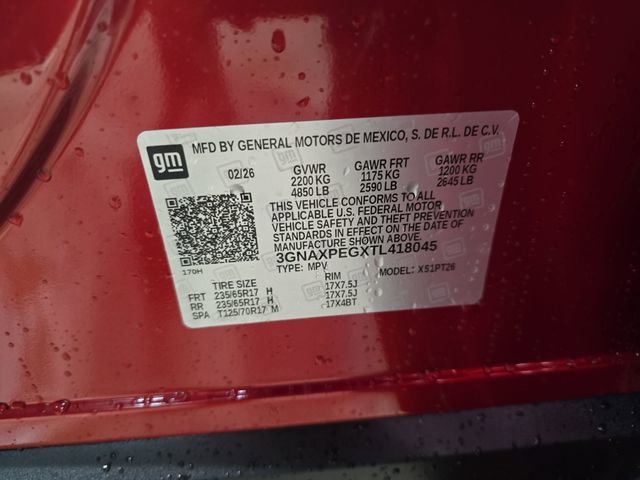 gm
MFD BY GENERAL MOTORS DE MEXICO, S. DE R.L. DE C.V.
02/26 GVWR GAWR FRT GAWR RR
2200 KG 1175 KG 1200 KG
4850 LB 2590 LB 2645 LB
THIS VEHICLE CONFORMS TO ALL
APPLICABLE U.S. FEDERAL MOTOR
VEHICLE SAFETY AND THEFT PREVENTION
STANDARDS IN EFFECT ON THE DATE OF
MANUFACTURE SHOWN ABOVE.
3GNAXPEGXTL418045
170H
TYPE: MPV MODEL: X51PT26
TIRE SIZE RIM
FRT 235/65R17 H 17X7.5J
RR 235/65R17 H 17X7.5J
SPA T125/70R17 M 17X4BT